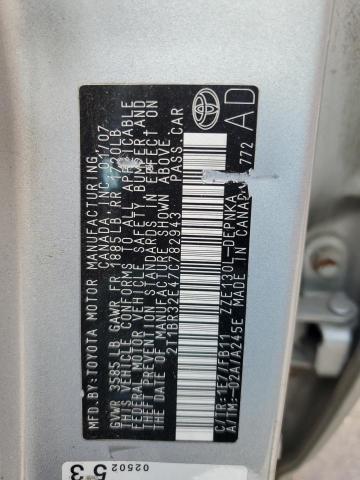 MFD.BY:TOYOTA MOTOR MANUFACTURING,
CANADA INC. 01/07
GVWR 3585LB GAWR FR 1885LB RR 1720LB
THIS VEHICLE CONFORMS TO ALL APPLICABLE
FEDERAL MOTOR VEHICLE SAFETY BUMPER AND
THEFT PREVENTION STANDARDS IN EFFECT ON
THE DATE OF MANUFACTURE SHOWN ABOVE.
2T1BR32E47C782943 PASS.CAR
C/TR:1E7/FB41 ZZE130L-DEPNKA
A/TM:-02A/A245E MADE IN CANADA
772
AD
02502
53